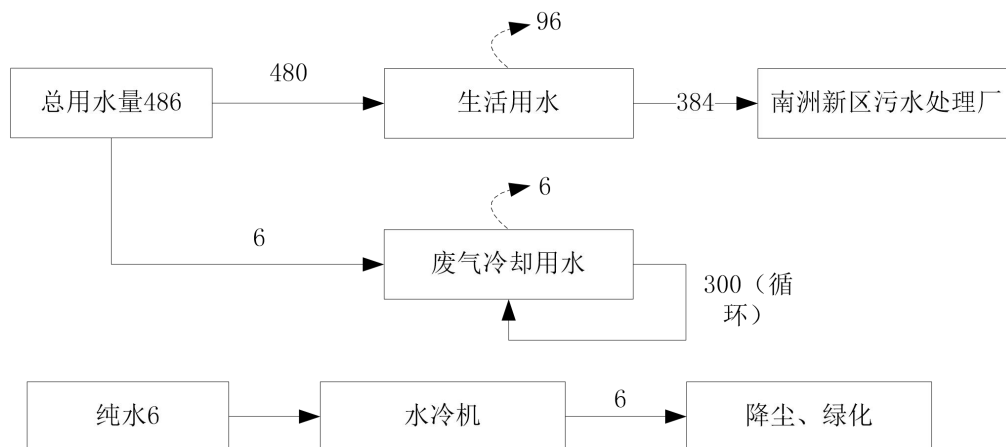 96
总用水量486
480
生活用水
384
南洲新区污水处理厂
6
6
废气冷却用水
300（循
环）
纯水6
水冷机
6
降尘、绿化